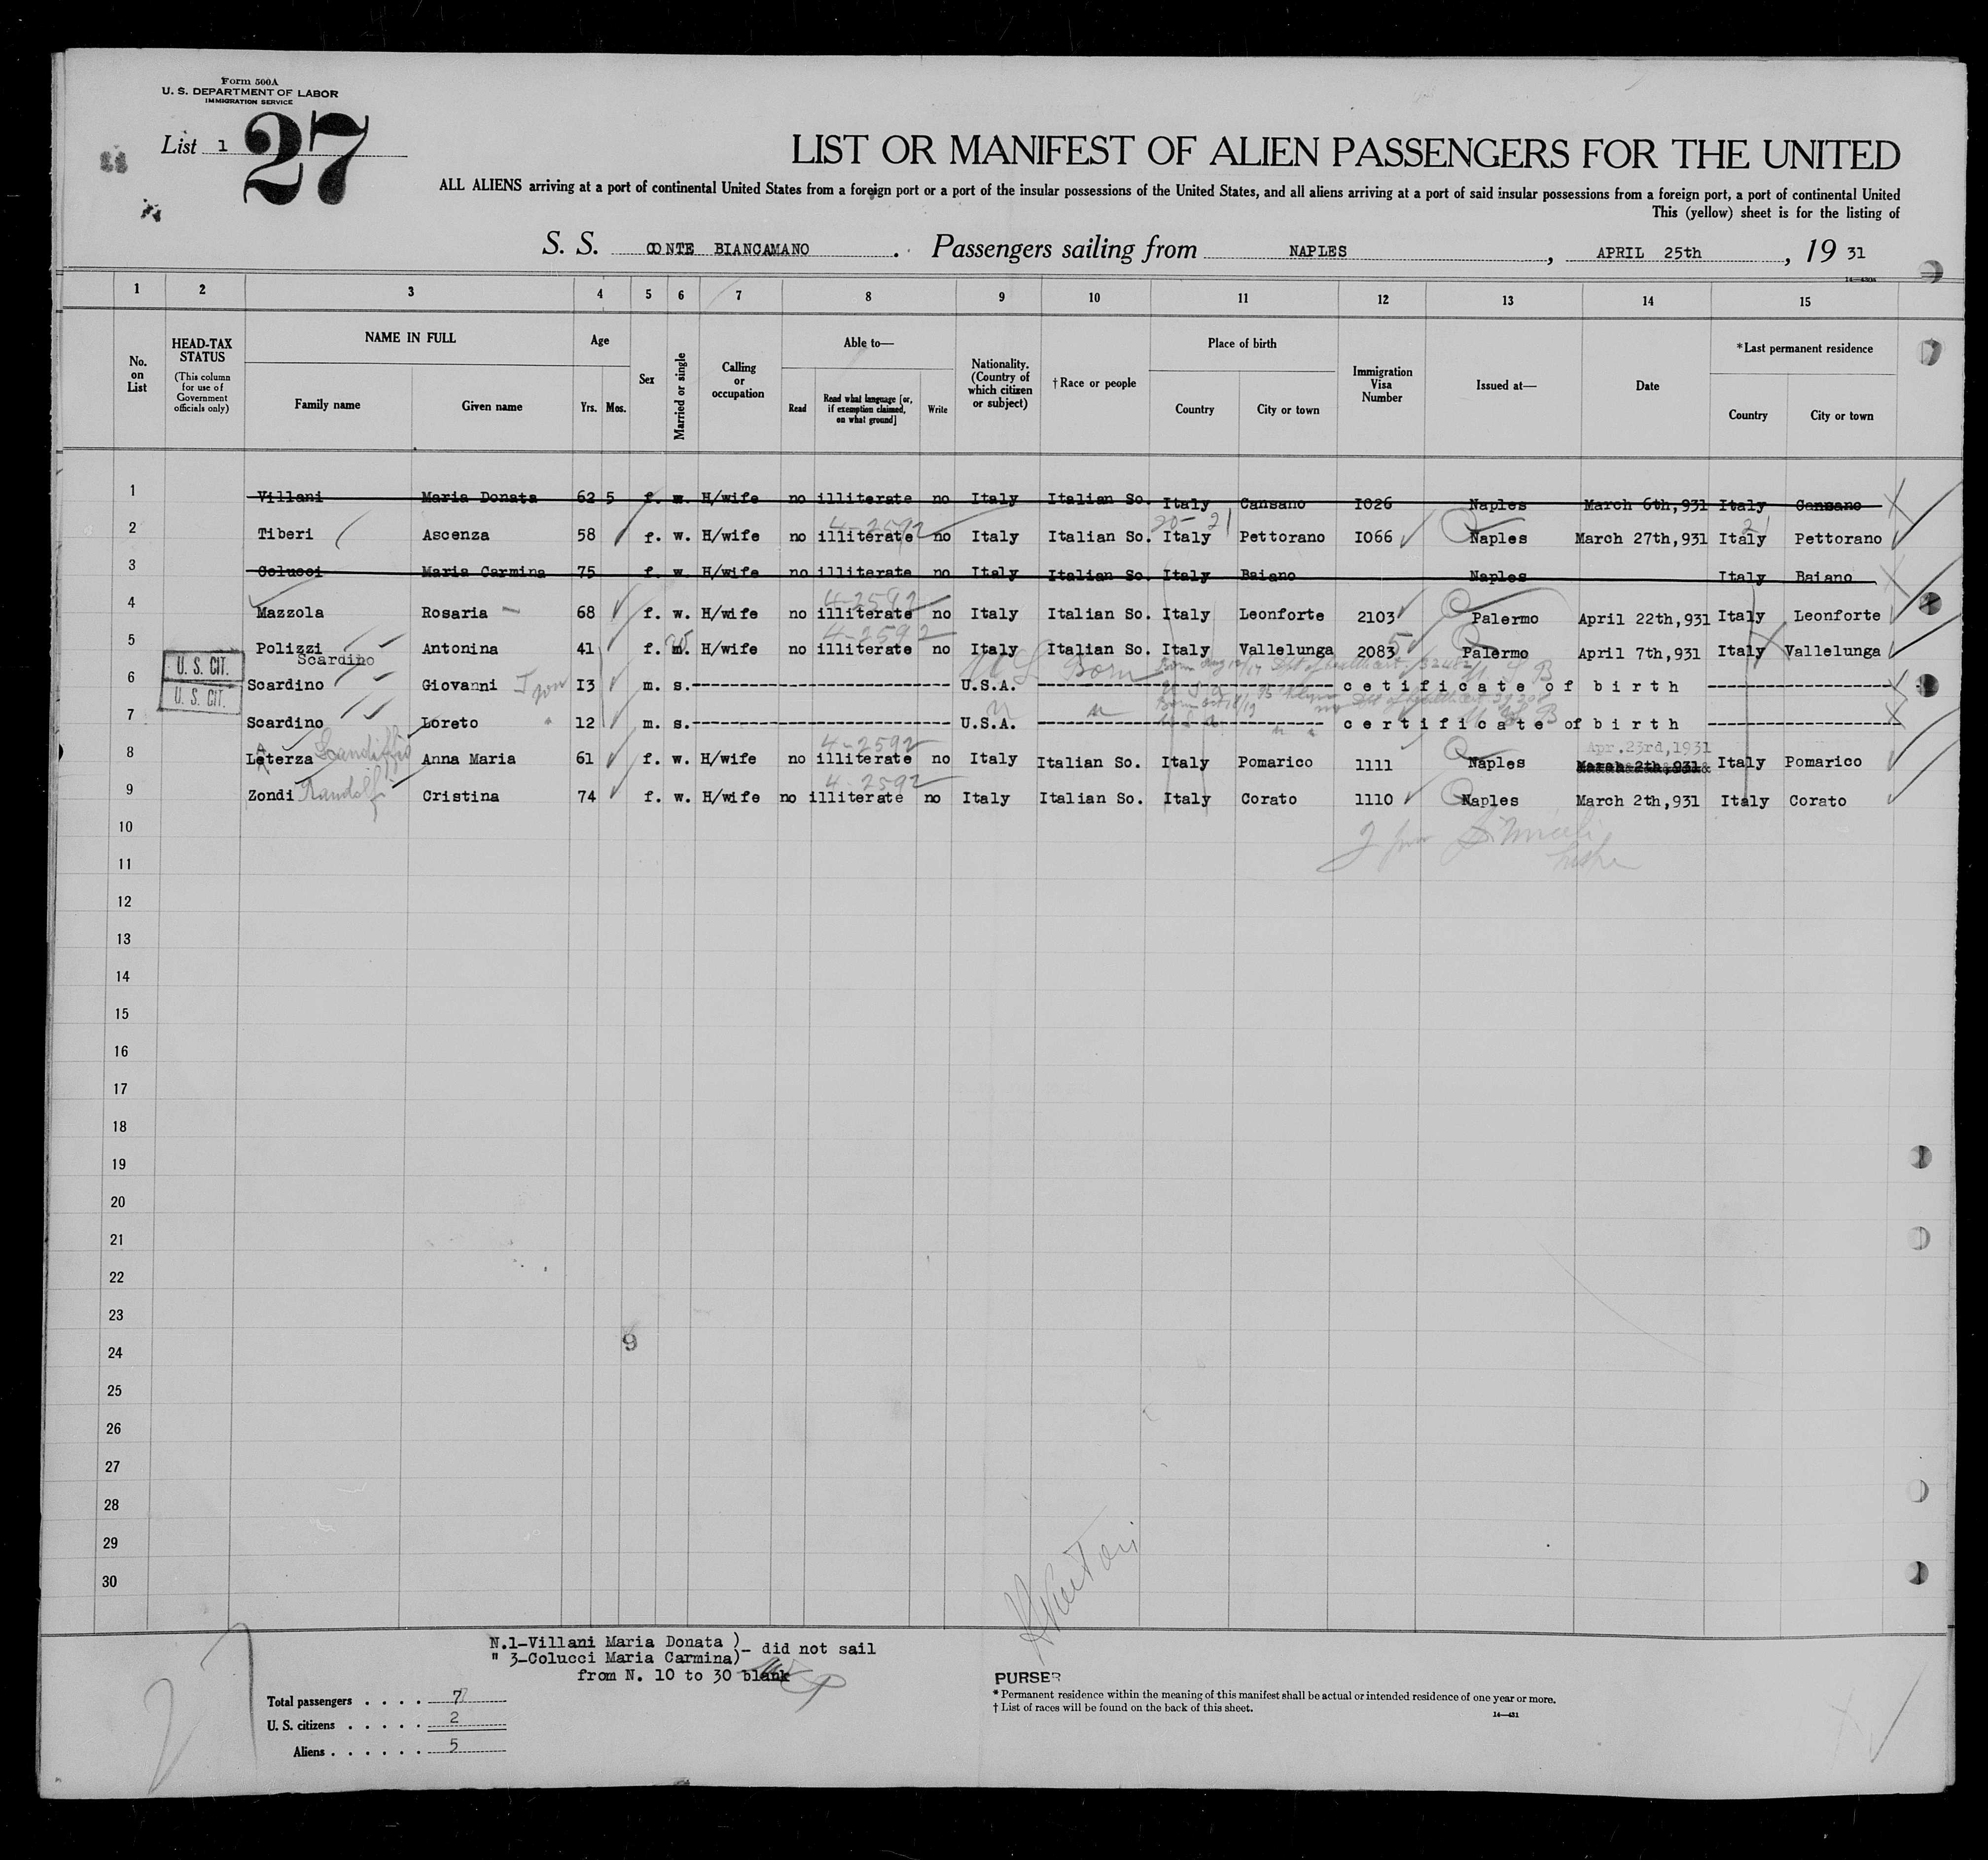 Form 500A
U. S. DEPARTMENT OF LABOR
IMMIGRATION SERVICE
List 1
27
LIST OR MANIFEST OF ALIEN PASSENGERS FOR THE UNITED
ALL ALIENS arriving at a port of continental United States from a foreign port or a port of the insular possessions of the United States, and all aliens arriving at a port of said insular possessions from a foreign port, a port of continental United
This (yellow) sheet is for the listing of
S. S. CONTE BIANCAMANO . Passengers sailing from NAPLES , APRIL 25th , 19 31
1 2 3 4 5 6 7 8 9 10 11 12 13 14 15
No. on List
HEAD-TAX STATUS (This column for use of Government officials only)
NAME IN FULL
Family name Given name
Age
Yrs. Mos.
Sex
Married or single
Calling or occupation
Able to—
Read Read what language [or, if exemption claimed, on what ground] Write
Nationality. (Country of which citizen or subject)
† Race or people
Place of birth
Country City or town
Immigration Visa Number
Issued at—
Date
*Last permanent residence
Country City or town
1 Villani Maria Donata 62 5 f. m. H/wife no illiterate no Italy Italian So. Italy Cansano I026 Naples March 6th,931 Italy Cansano
4-2592 20- 21 21
2 Tiberi Ascenza 58 f. w. H/wife no illiterate no Italy Italian So. Italy Pettorano I066 Naples March 27th,931 Italy Pettorano
3 Colucci Maria Carmina 75 f. w. H/wife no illiterate no Italy Italian So. Italy Baiano Naples Italy Baiano
4-2592
4 Mazzola Rosaria 68 f. w. H/wife no illiterate no Italy Italian So. Italy Leonforte 2103 Palermo April 22th,931 Italy Leonforte
4-2592
5 Polizzi Antonina 41 f. m. H/wife no illiterate no Italy Italian So. Italy Vallelunga 2083 5 Palermo April 7th,931 Italy Vallelunga
Scardino
U. S. CIT.
US Born
6 Scardino Giovanni 13 m. s. U.S.A. cetificate of birth
U. S. CIT.
7 Scardino Loreto 12 m. s. U.S.A. certificate of birth
4-2592 Apr.23rd,1931
8 Leterza A Anna Maria 61 f. w. H/wife no illiterate no Italy Italian So. Italy Pomarico 1111 Naples March 2th,931 Italy Pomarico
4-2592
9 Zondi Randolfi Cristina 74 f. w. H/wife no illiterate no Italy Italian So. Italy Corato 1110 Naples March 2th,931 Italy Corato
10
11
12
13
14
15
16
17
18
19
20
21
22
23
9
24
25
26
27
28
29
30
N.1-Villani Maria Donata )
" 3-Colucci Maria Carmina)- did not sail
from N. 10 to 30 blank
27
Total passengers . . . . 7
U. S. citizens . . . . . 2
Aliens . . . . . . 5
PURSER
* Permanent residence within the meaning of this manifest shall be actual or intended residence of one year or more.
† List of races will be found on the back of this sheet.
14—431